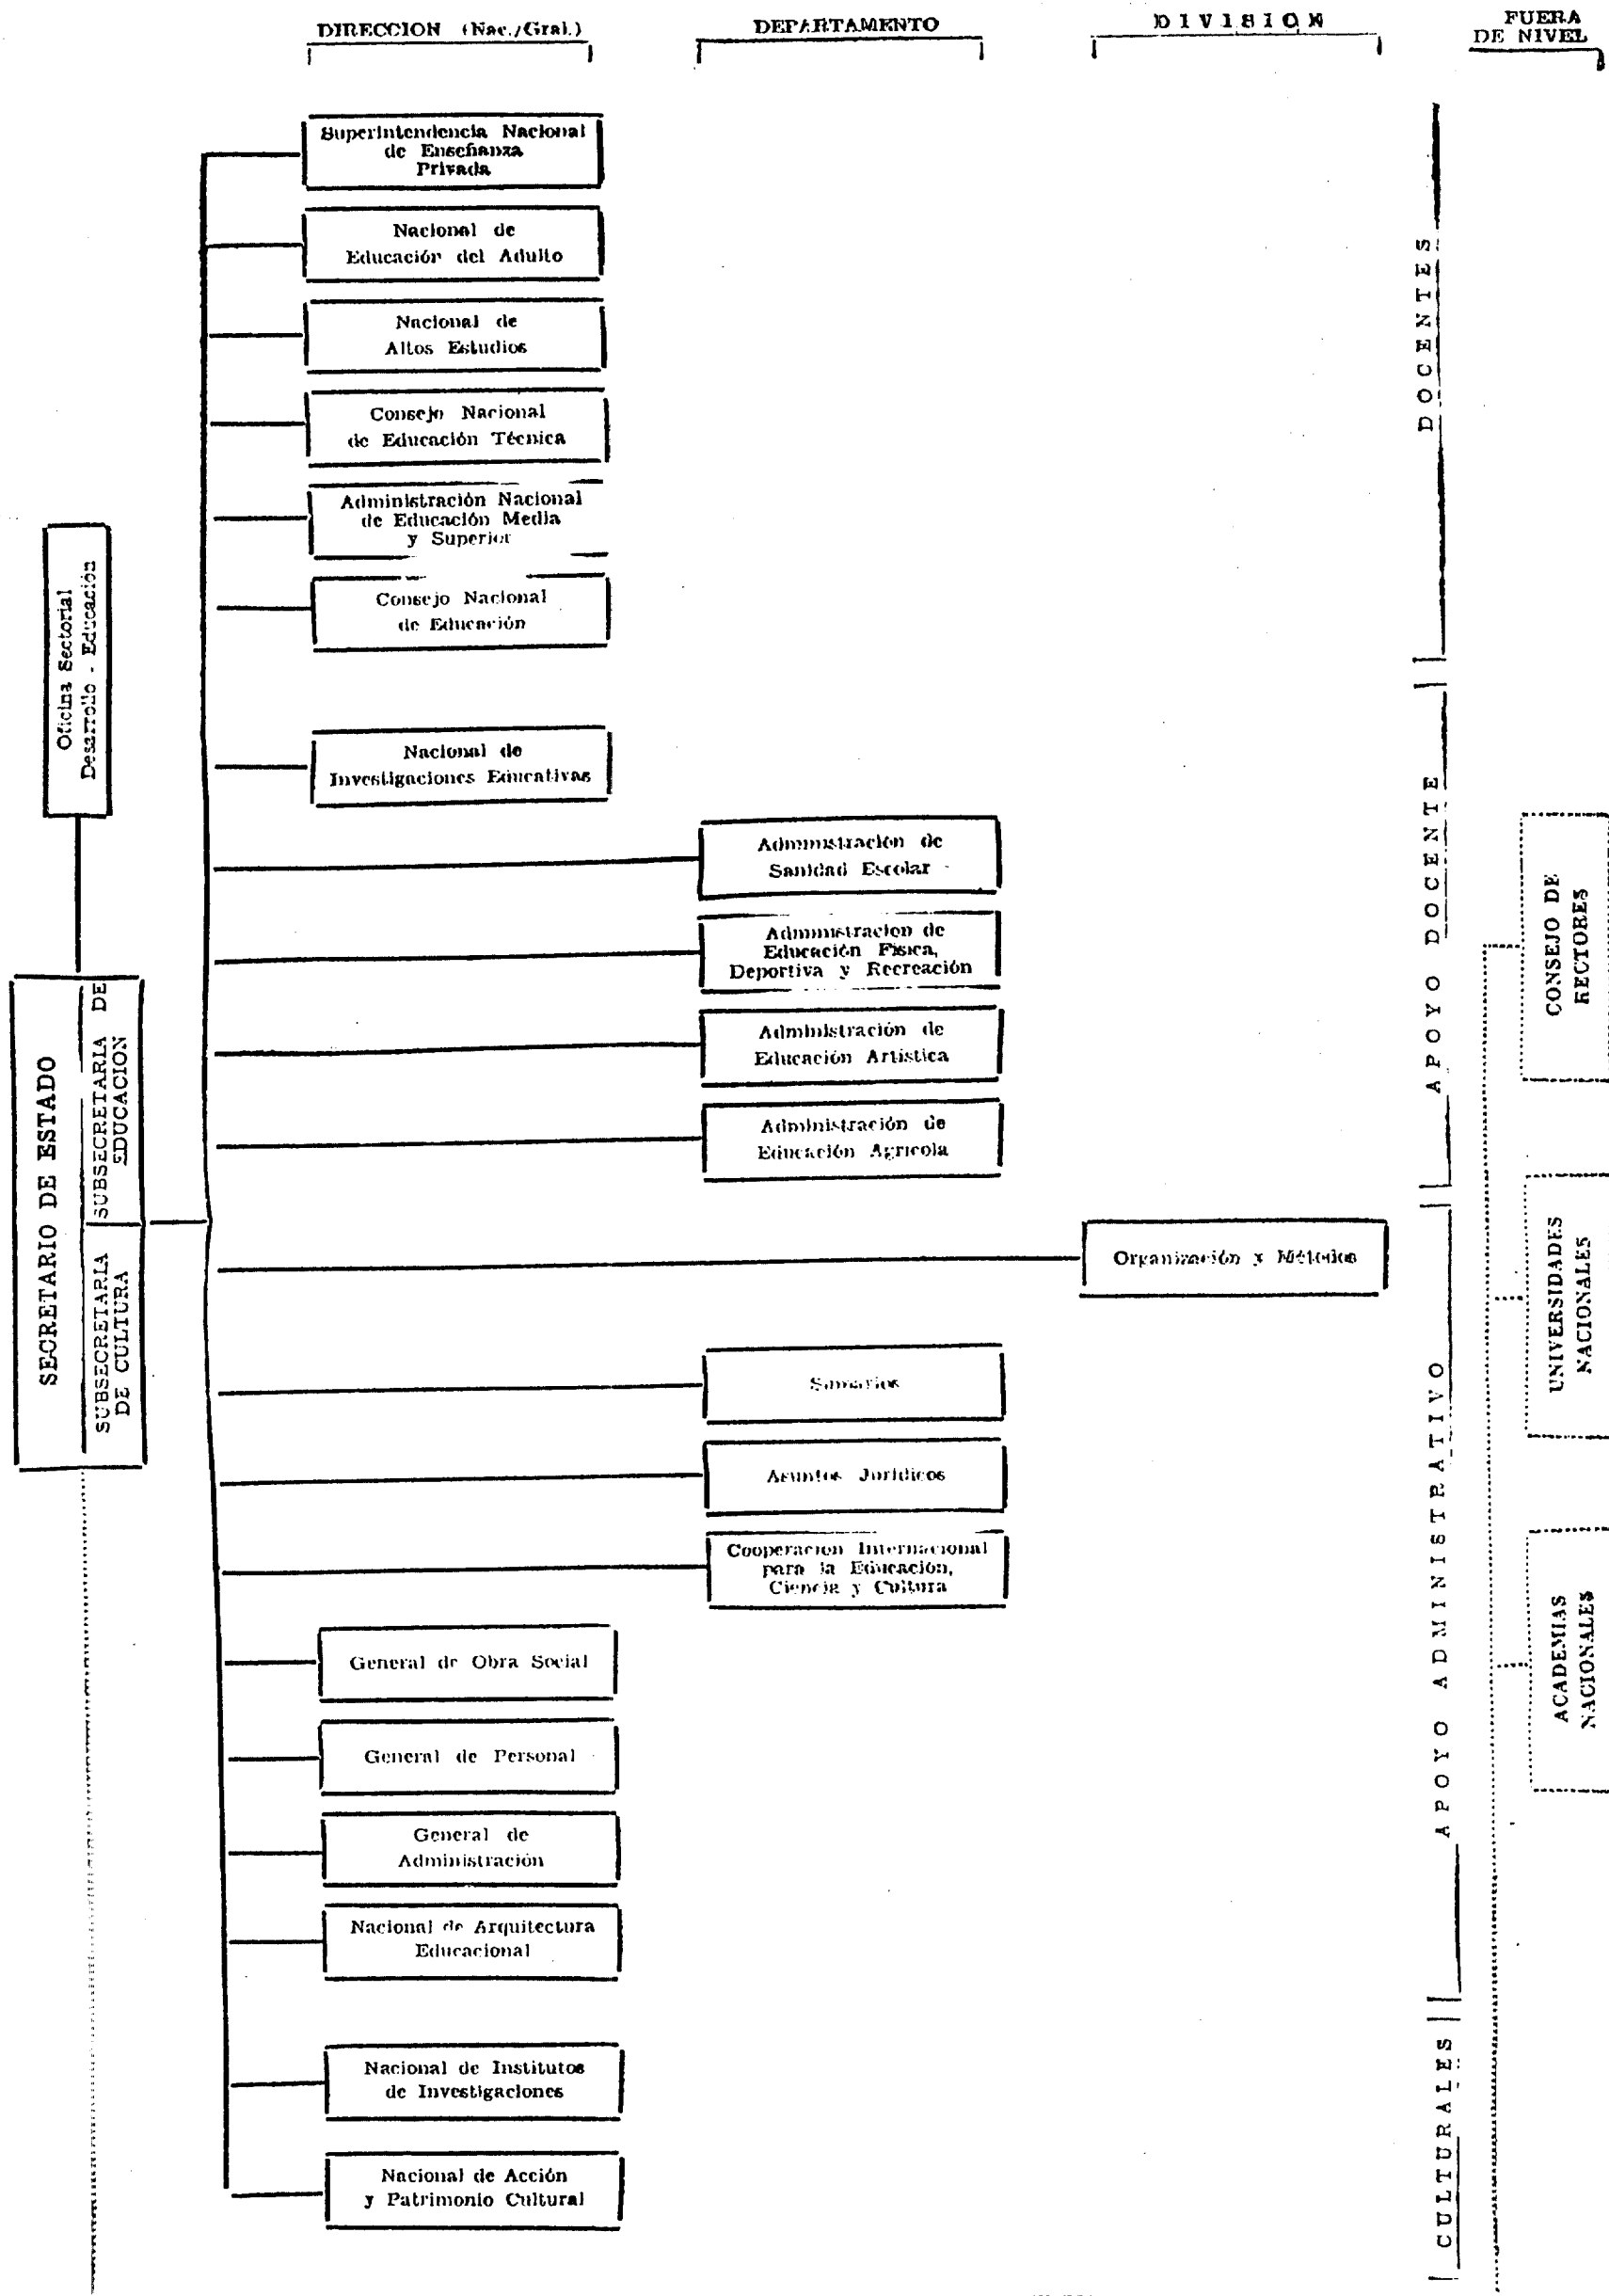 DIRECCION (Nac./Gral.)
DEPARTAMENTO
DIVISION
FUERA
DE NIVEL
Superintendencia Nacional
de Enseñanza
Privada
Nacional de
Educación del Adulto
Nacional de
Altos Estudios
Consejo Nacional
de Educación Técnica
Administración Nacional
de Educación Media
y Superior
Consejo Nacional
de Educación
Nacional de
Investigaciones Educativas
Administración de
Sanidad Escolar
Administracion de
Educación Física,
Deportiva y Recreación
Administración de
Educación Artística
Administración de
Educación Agrícola
Organización y Métodos
Sumarios
Asuntos Jurídicos
Cooperacion Internacional
para la Educación,
Ciencia y Cultura
General de Obra Social
General de Personal
General de
Administración
Nacional de Arquitectura
Educacional
Nacional de Institutos
de Investigaciones
Nacional de Acción
y Patrimonio Cultural
Oficina Sectorial
Desarrollo - Educación
SECRETARIO DE ESTADO
SUBSECRETARIA DE
EDUCACION
SUBSECRETARIA
DE CULTURA
DOCENTES
APOYO DOCENTE
APOYO ADMINISTRATIVO
CULTURALES
CONSEJO DE
RECTORES
UNIVERSIDADES
NACIONALES
ACADEMIAS
NACIONALES